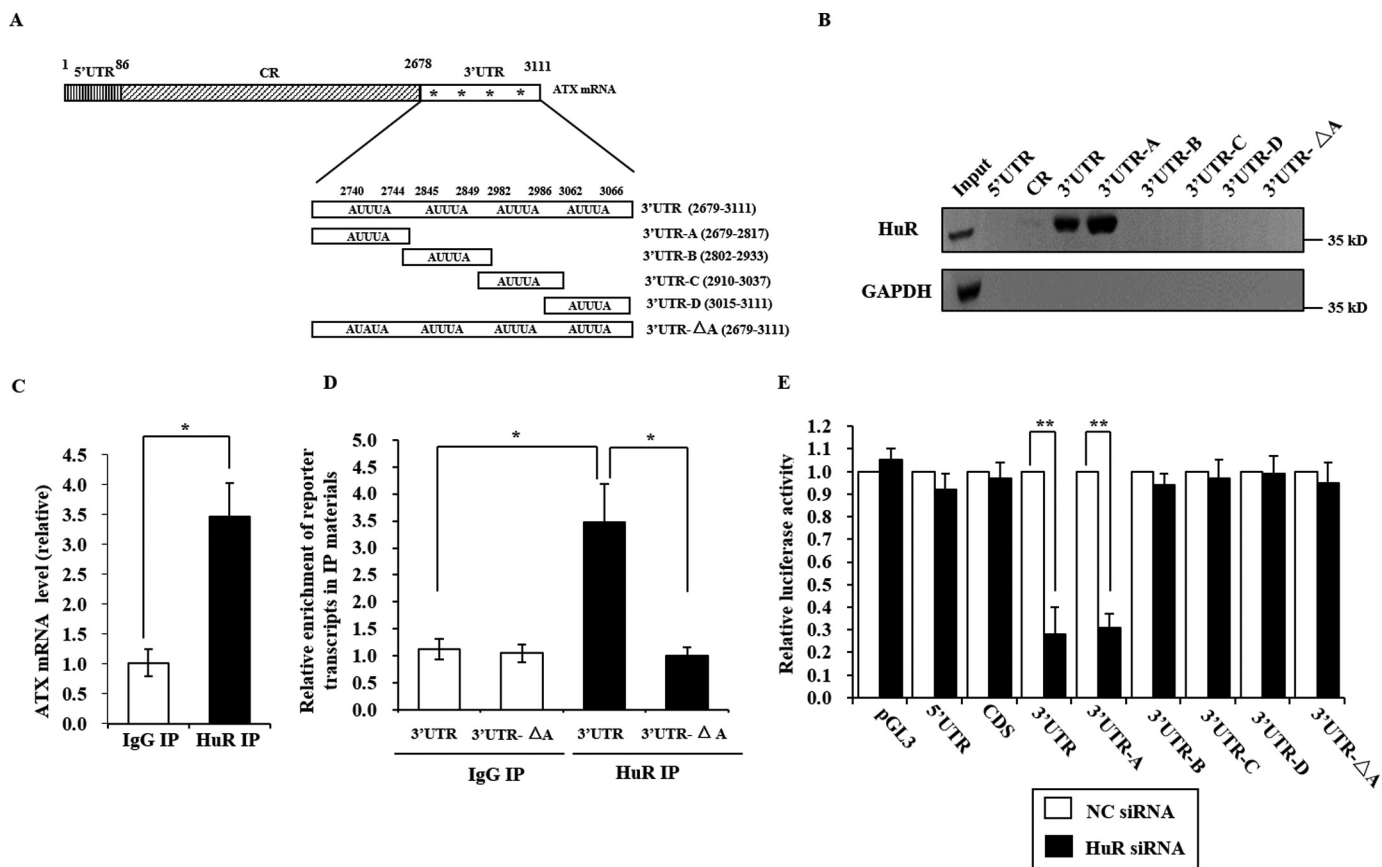 A
1 5'UTR 86 CR 2678 3'UTR 3111
* * * * ATX mRNA
2740 2744 2845 2849 2982 2986 3062 3066
AUUUA AUUUA AUUUA AUUUA 3'UTR (2679-3111)
AUUUA 3'UTR-A (2679-2817)
AUUUA 3'UTR-B (2802-2933)
AUUUA 3'UTR-C (2910-3037)
AUUUA 3'UTR-D (3015-3111)
AUAUA AUUUA AUUUA AUUUA 3'UTR-△A (2679-3111)
B
Input 5'UTR CR 3'UTR 3'UTR-A 3'UTR-B 3'UTR-C 3'UTR-D 3'UTR-△A
HuR 35 kD
GAPDH 35 kD
C
*
ATX mRNA level (relative)
4.5
4.0
3.5
3.0
2.5
2.0
1.5
1.0
0.5
0.0
IgG IP HuR IP
D
* *
Relative enrichment of reporter
transcripts in IP materials
5.0
4.5
4.0
3.5
3.0
2.5
2.0
1.5
1.0
0.5
0.0
3'UTR 3'UTR- △A 3'UTR 3'UTR- △ A
IgG IP HuR IP
E
** **
Relative luciferase activity
1.2
1.1
1.0
0.9
0.8
0.7
0.6
0.5
0.4
0.3
0.2
0.1
0.0
pGL3 5'UTR CDS 3'UTR 3'UTR-A 3'UTR-B 3'UTR-C 3'UTR-D 3'UTR-△A
NC siRNA
HuR siRNA